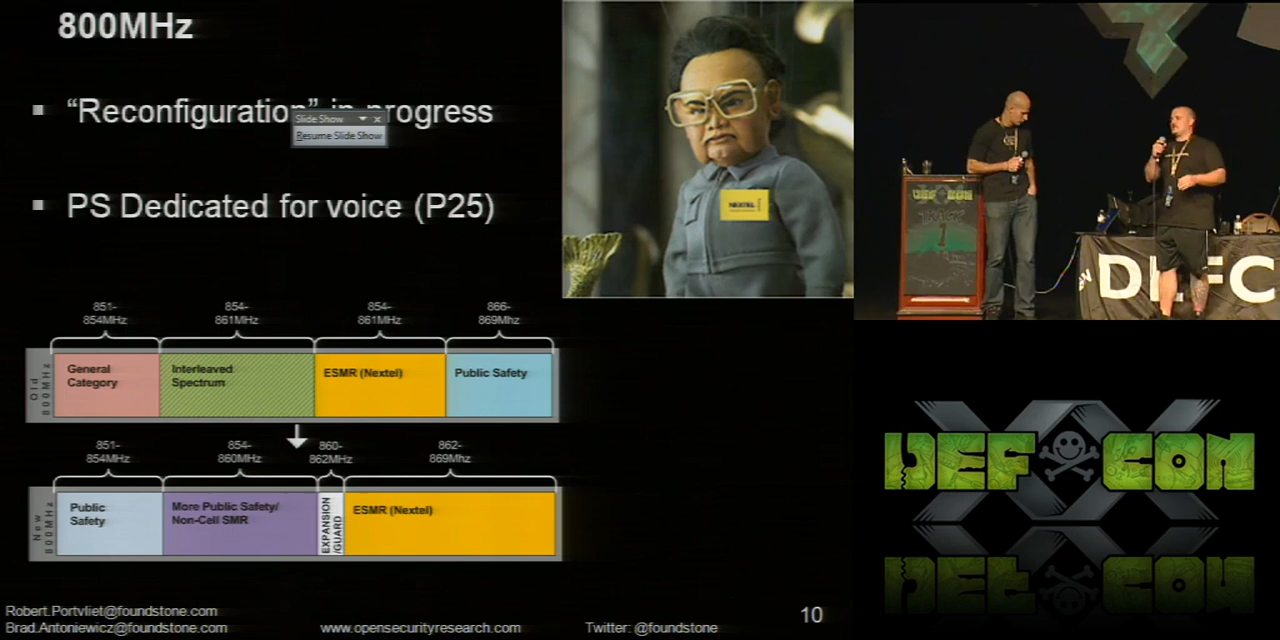 800MHz
▪ "Reconfiguration" in progress
Slide Show
Resume Slide Show
▪ PS Dedicated for voice (P25)
NEXTEL
851-
854MHz
854-
861MHz
854-
861MHz
866-
869Mhz
Old
800MHz
General
Category
Interleaved
Spectrum
ESMR (Nextel)
Public Safety
851-
854MHz
854-
860MHz
860-
862MHz
862-
869Mhz
New
800MHz
Public
Safety
More Public Safety/
Non-Cell SMR
EXPANSION
/GUARD
ESMR (Nextel)
Robert.Portvliet@foundstone.com
Brad.Antoniewicz@foundstone.com
www.opensecurityresearch.com
Twitter: @foundstone
10
DEF CON
TRACK
1
DEFC
DEF CON
XX